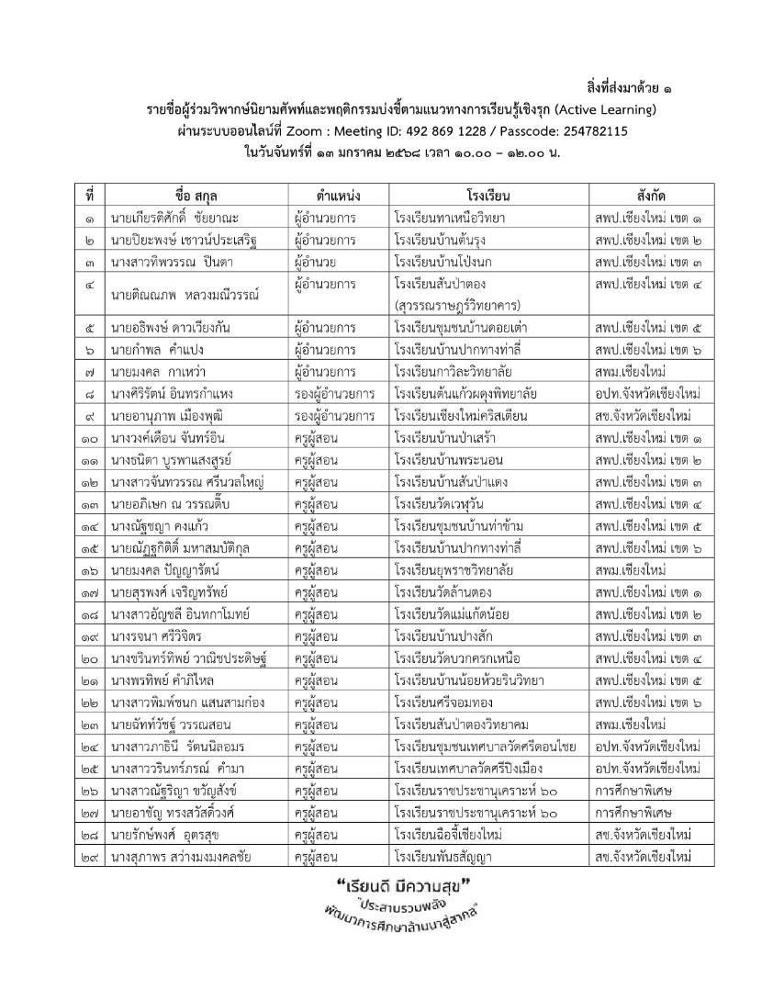 สิ่งที่ส่งมาด้วย ๑
รายชื่อผู้ร่วมวิพากษ์นิยามศัพท์และพฤติกรรมบ่งชี้ตามแนวทางการเรียนรู้เชิงรุก (Active Learning)
ผ่านระบบออนไลน์ที่ Zoom : Meeting ID: 492 869 1228 / Passcode: 254782115
ในวันจันทร์ที่ ๑๓ มกราคม ๒๕๖๘ เวลา ๑๐.๐๐ – ๑๒.๐๐ น.
ที่ ชื่อ สกุล ตำแหน่ง โรงเรียน สังกัด
๑ นายเกียรติศักดิ์ ชัยยาณะ ผู้อำนวยการ โรงเรียนทาเหนือวิทยา สพป.เชียงใหม่ เขต ๑
๒ นายปิยะพงษ์ เชาวน์ประเสริฐ ผู้อำนวยการ โรงเรียนบ้านต้นรุง สพป.เชียงใหม่ เขต ๒
๓ นางสาวทิพวรรณ ปินตา ผู้อำนวย โรงเรียนบ้านโป่งนก สพป.เชียงใหม่ เขต ๓
๔ นายติณณภพ หลวงมณีวรรณ์ ผู้อำนวยการ โรงเรียนสันป่าตอง สพป.เชียงใหม่ เขต ๔
(สุวรรณราษฎร์วิทยาคาร)
๕ นายอธิพงษ์ ดาวเวียงกัน ผู้อำนวยการ โรงเรียนชุมชนบ้านดอยเต่า สพป.เชียงใหม่ เขต ๕
๖ นายกำพล คำแปง ผู้อำนวยการ โรงเรียนบ้านปากทางท่าลี่ สพป.เชียงใหม่ เขต ๖
๗ นายมงคล กาเหว่า ผู้อำนวยการ โรงเรียนกาวิละวิทยาลัย สพม.เชียงใหม่
๘ นางศิริรัตน์ อินทรกำแหง รองผู้อำนวยการ โรงเรียนต้นแก้วผดุงพิทยาลัย อปท.จังหวัดเชียงใหม่
๙ นายอานุภาพ เมืองพุฒิ รองผู้อำนวยการ โรงเรียนเชียงใหม่คริสเตียน สช.จังหวัดเชียงใหม่
๑๐ นางวงค์เดือน จันทร์อิน ครูผู้สอน โรงเรียนบ้านป่าเสร้า สพป.เชียงใหม่ เขต ๑
๑๑ นางธนิตา บูรพาแสงสูรย์ ครูผู้สอน โรงเรียนบ้านพระนอน สพป.เชียงใหม่ เขต ๒
๑๒ นางสาวจันทวรรณ ศรีนวลใหญ่ ครูผู้สอน โรงเรียนบ้านสันป่าแดง สพป.เชียงใหม่ เขต ๓
๑๓ นายอภิเษก ณ วรรณติ๊บ ครูผู้สอน โรงเรียนวัดเวฬุวัน สพป.เชียงใหม่ เขต ๔
๑๔ นางณัฐชญา คงแก้ว ครูผู้สอน โรงเรียนชุมชนบ้านท่าข้าม สพป.เชียงใหม่ เขต ๕
๑๕ นายณัฏฐกิตติ์ มหาสมบัติกุล ครูผู้สอน โรงเรียนบ้านปากทางท่าลี่ สพป.เชียงใหม่ เขต ๖
๑๖ นายมงคล ปัญญารัตน์ ครูผู้สอน โรงเรียนยุพราชวิทยาลัย สพม.เชียงใหม่
๑๗ นายสุรพงศ์ เจริญทรัพย์ ครูผู้สอน โรงเรียนวัดล้านตอง สพป.เชียงใหม่ เขต ๑
๑๘ นางสาวอัญชลี อินทกาโมทย์ ครูผู้สอน โรงเรียนวัดแม่แก้ดน้อย สพป.เชียงใหม่ เขต ๒
๑๙ นางรจนา ศรีวิจิตร ครูผู้สอน โรงเรียนบ้านปางสัก สพป.เชียงใหม่ เขต ๓
๒๐ นางชรินทร์ทิพย์ วาณิชประดิษฐ์ ครูผู้สอน โรงเรียนวัดบวกครกเหนือ สพป.เชียงใหม่ เขต ๔
๒๑ นางพรทิพย์ คำภิไหล ครูผู้สอน โรงเรียนบ้านน้อยห้วยรินวิทยา สพป.เชียงใหม่ เขต ๕
๒๒ นางสาวพิมพ์ชนก แสนสามก๋อง ครูผู้สอน โรงเรียนศรีจอมทอง สพป.เชียงใหม่ เขต ๖
๒๓ นายฉัทท์วัชฐ์ วรรณสอน ครูผู้สอน โรงเรียนสันป่าตองวิทยาคม สพม.เชียงใหม่
๒๔ นางสาวภาธินี รัตนนิลอมร ครูผู้สอน โรงเรียนชุมชนเทศบาลวัดศรีดอนไชย อปท.จังหวัดเชียงใหม่
๒๕ นางสาววรินทร์ภรณ์ คำมา ครูผู้สอน โรงเรียนเทศบาลวัดศรีปิงเมือง อปท.จังหวัดเชียงใหม่
๒๖ นางสาวณัฐริญา ขวัญสังข์ ครูผู้สอน โรงเรียนราชประชานุเคราะห์ ๖๐ การศึกษาพิเศษ
๒๗ นายอาชัญ ทรงสวัสดิ์วงศ์ ครูผู้สอน โรงเรียนราชประชานุเคราะห์ ๖๐ การศึกษาพิเศษ
๒๘ นายรักษ์พงศ์ อุตรสุข ครูผู้สอน โรงเรียนฉือจี้เชียงใหม่ สช.จังหวัดเชียงใหม่
๒๙ นางสุภาพร สว่างมงมงคลชัย ครูผู้สอน โรงเรียนพันธสัญญา สช.จังหวัดเชียงใหม่
“เรียนดี มีความสุข”
"ประสานรวมพลัง
พัฒนาการศึกษาล้านนาสู่สากล"